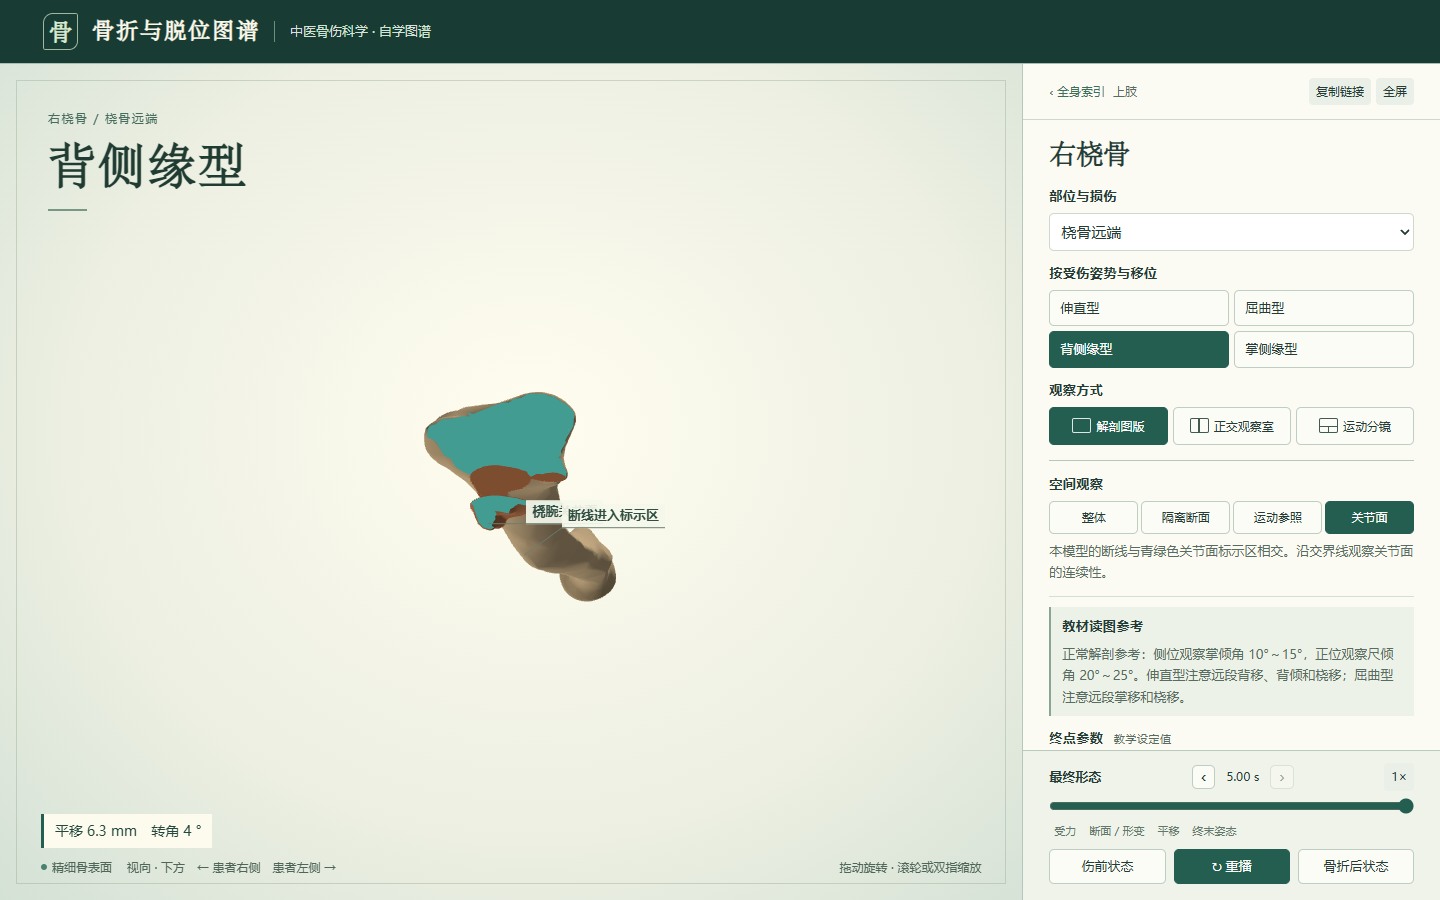 骨 骨折与脱位图谱 中医骨伤科学 · 自学图谱
右桡骨 / 桡骨远端
背侧缘型
断线进入标示区
平移 6.3 mm 转角 4 °
精细骨表面 视向 · 下方 ← 患者右侧 患者左侧 →
拖动旋转 · 滚轮或双指缩放
‹ 全身索引 上肢
复制链接 全屏
右桡骨
部位与损伤
桡骨远端
按受伤姿势与移位
伸直型 屈曲型
背侧缘型 掌侧缘型
观察方式
解剖图版 正交观察室 运动分镜
空间观察
整体 隔离断面 运动参照 关节面
本模型的断线与青绿色关节面标示区相交。沿交界线观察关节面
的连续性。
教材读图参考
正常解剖参考：侧位观察掌倾角 10°～15°，正位观察尺倾
角 20°～25°。伸直型注意远段背移、背倾和桡移；屈曲型
注意远段掌移和桡移。
终点参数 教学设定值
最终形态 ‹ 5.00 s › 1×
受力 断面 / 形变 平移 终末姿态
伤前状态 ↻ 重播 骨折后状态